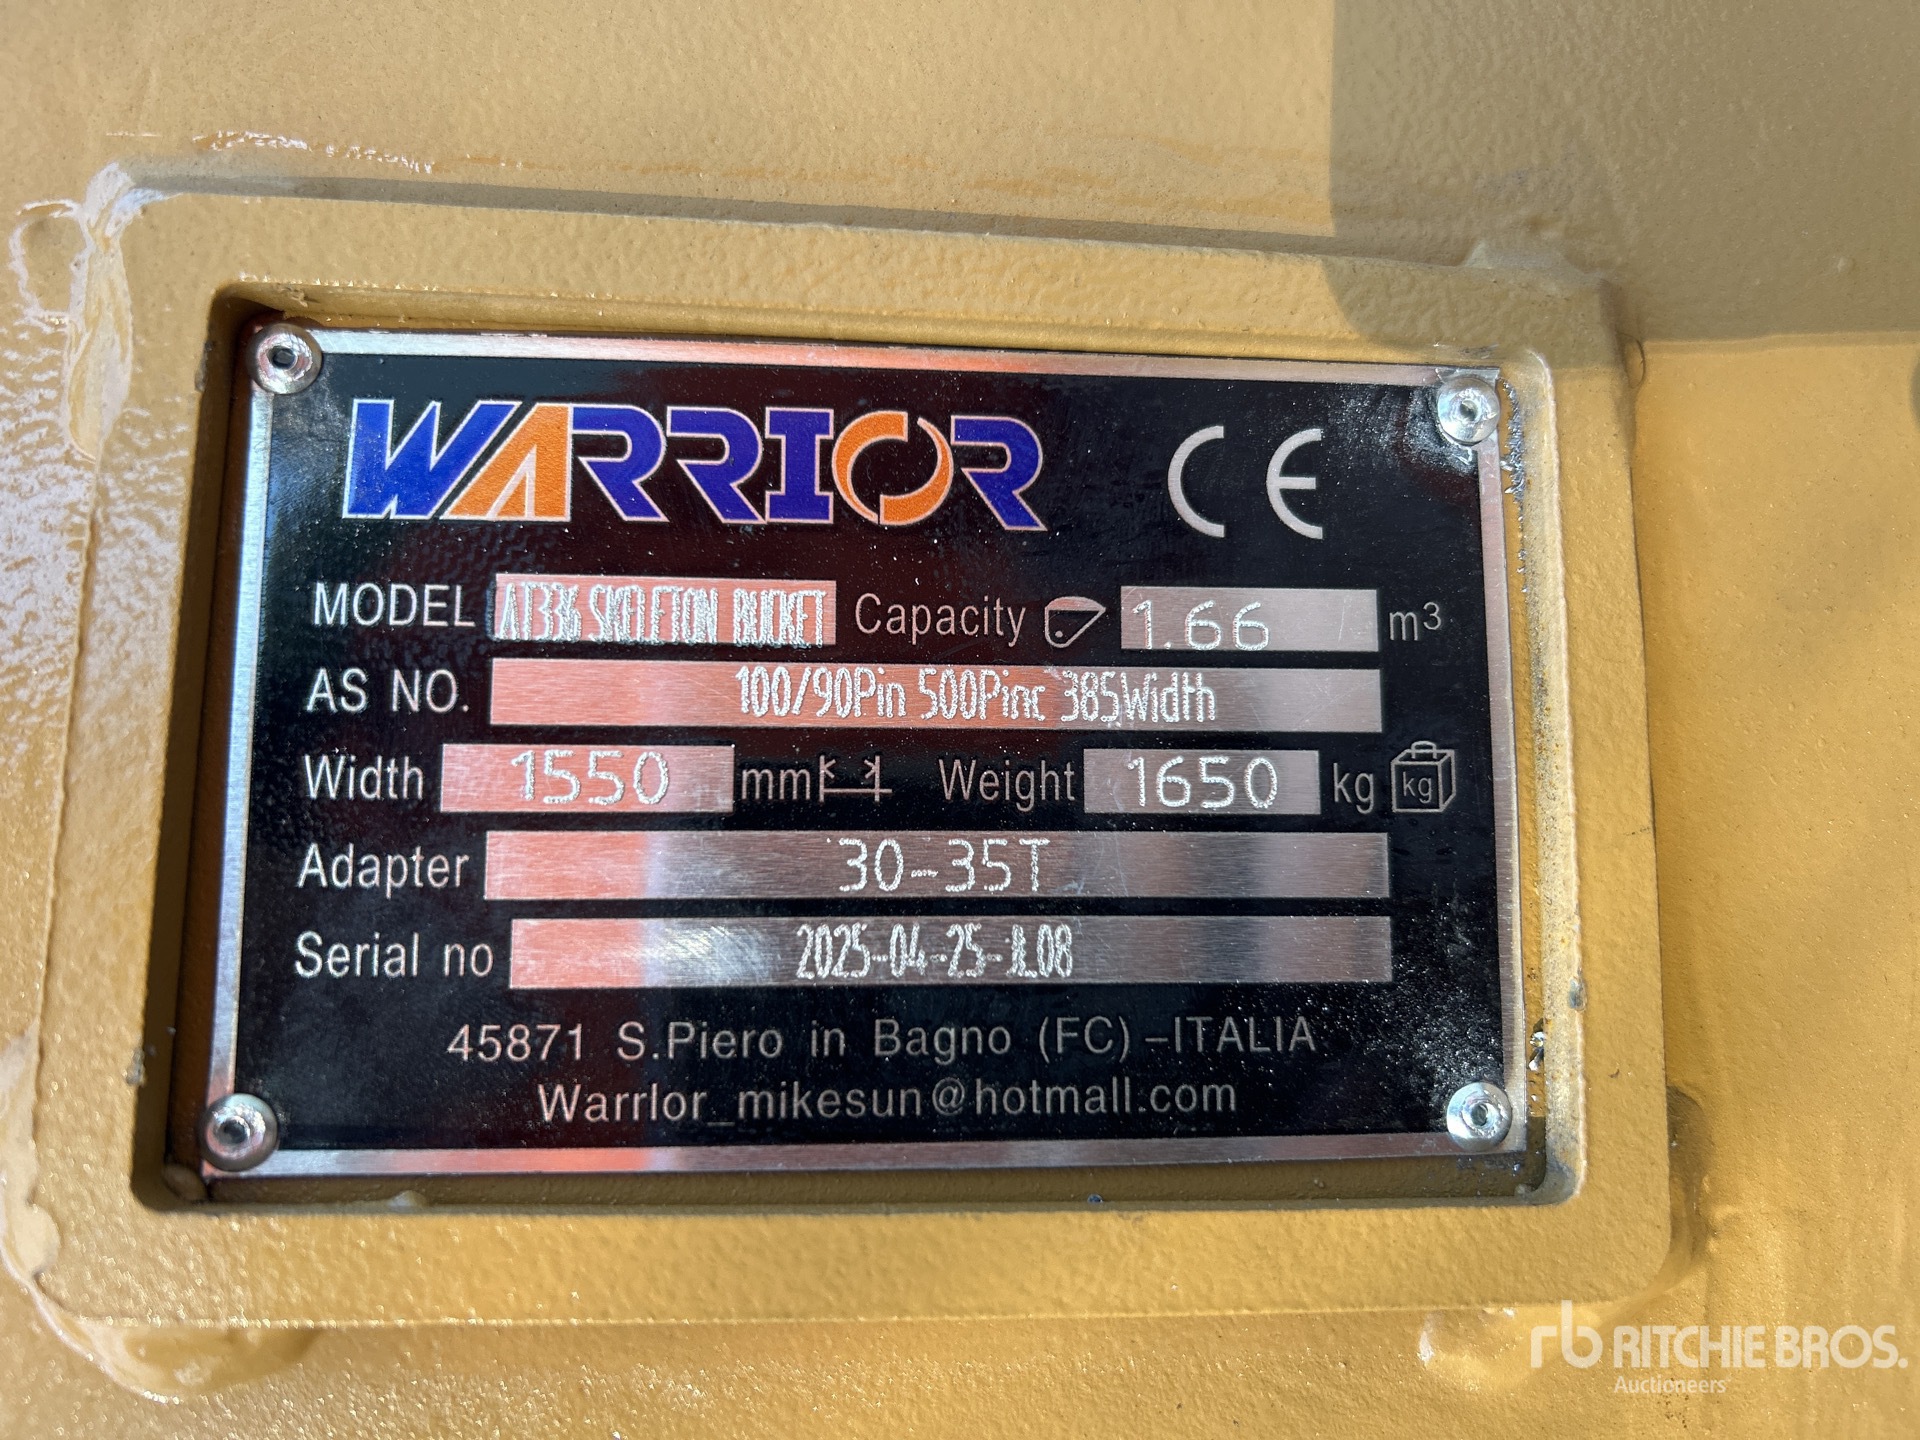 WARRIOR CE
MODEL AT336 SKELETON BUCKET Capacity 1.66 m³
AS NO. 100/90Pin 500Pinc 385Width
Width 1550 mm Weight 1650 kg kg
Adapter 30-35T
Serial no 2025-04-25-JL08
45871 S.Piero in Bagno (FC) -ITALIA
Warrlor_mikesun@hotmall.com
rb RITCHIE BROS.
Auctioneers